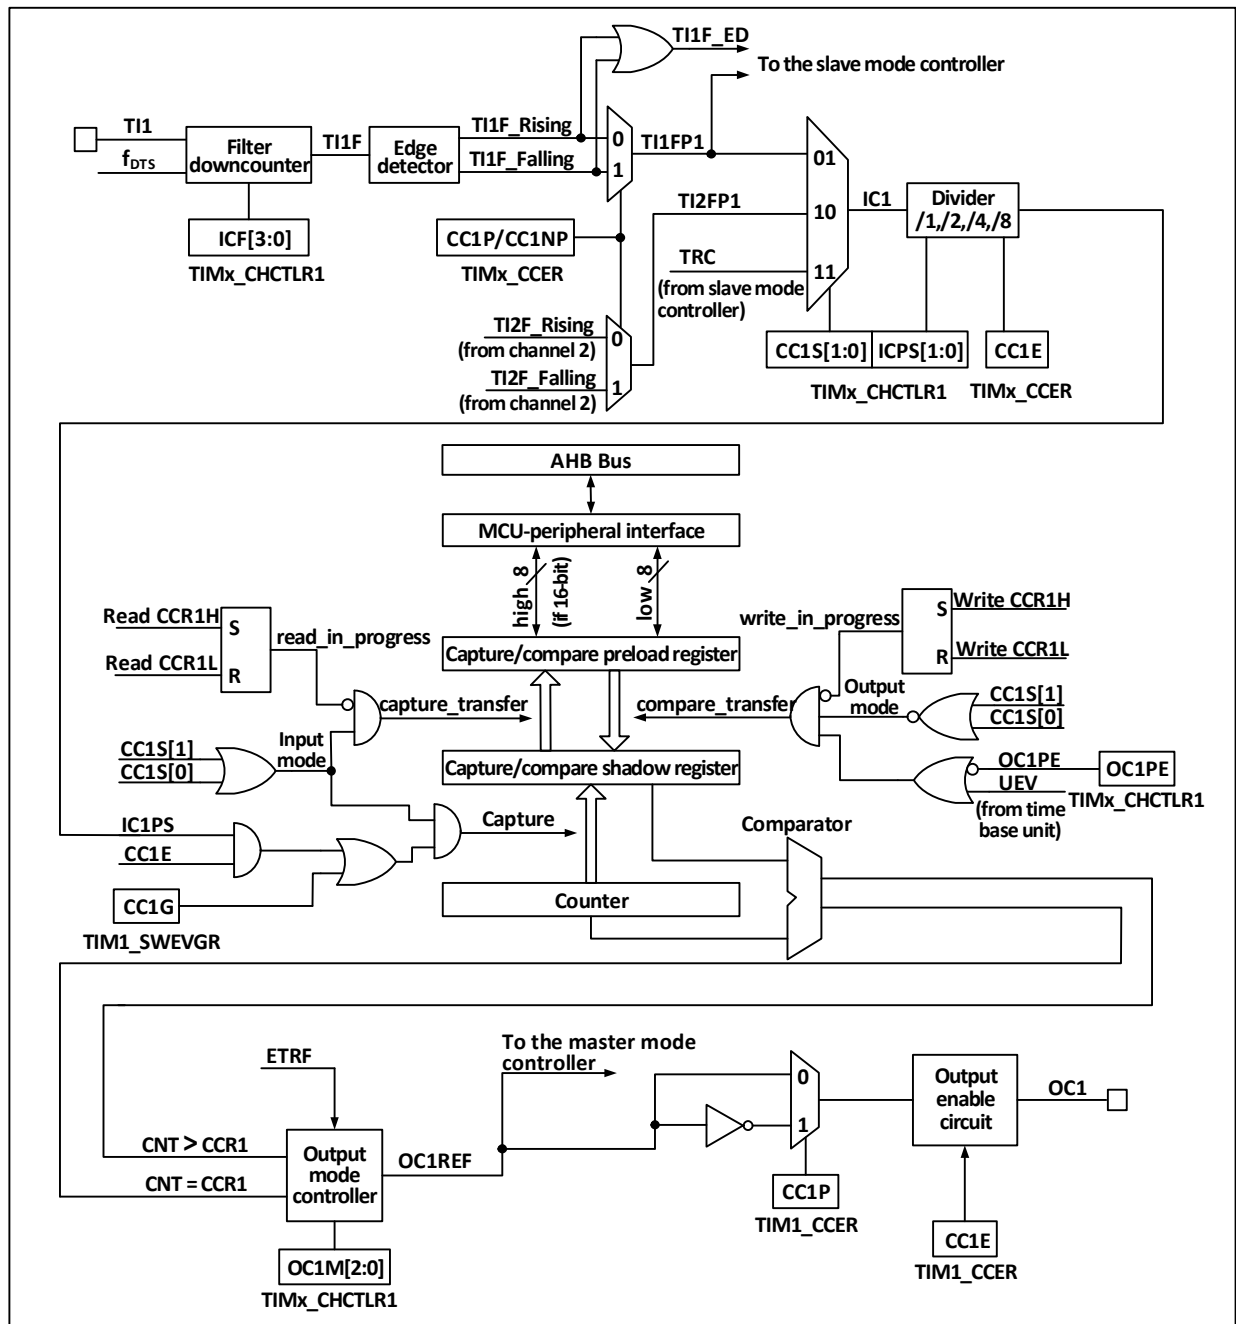 TI1F_ED
To the slave mode controller
TI1
fDTS
Filter
downcounter
TI1F
Edge
detector
TI1F_Rising
TI1F_Falling
0
1
TI1FP1
01
10
11
TI2FP1
IC1
Divider
/1,/2,/4,/8
ICF[3:0]
TIMx_CHCTLR1
CC1P/CC1NP
TIMx_CCER
TRC
(from slave mode
controller)
TI2F_Rising
(from channel 2)
TI2F_Falling
(from channel 2)
0
1
CC1S[1:0]
ICPS[1:0]
TIMx_CHCTLR1
CC1E
TIMx_CCER
AHB Bus
MCU-peripheral interface
high
8
(if 16-bit)
low
8
Read CCR1H
Read CCR1L
S
R
read_in_progress
Capture/compare preload register
write_in_progress
S
R
Write CCR1H
Write CCR1L
capture_transfer
compare_transfer
Output
mode
CC1S[1]
CC1S[0]
CC1S[1]
CC1S[0]
Input
mode
Capture/compare shadow register
OC1PE
UEV
(from time
base unit)
OC1PE
TIMx_CHCTLR1
IC1PS
CC1E
CC1G
TIM1_SWEVGR
Capture
Counter
Comparator
ETRF
To the master mode
controller
CNT > CCR1
CNT = CCR1
Output
mode
controller
OC1REF
0
1
Output
enable
circuit
OC1
CC1P
TIM1_CCER
CC1E
TIM1_CCER
OC1M[2:0]
TIMx_CHCTLR1